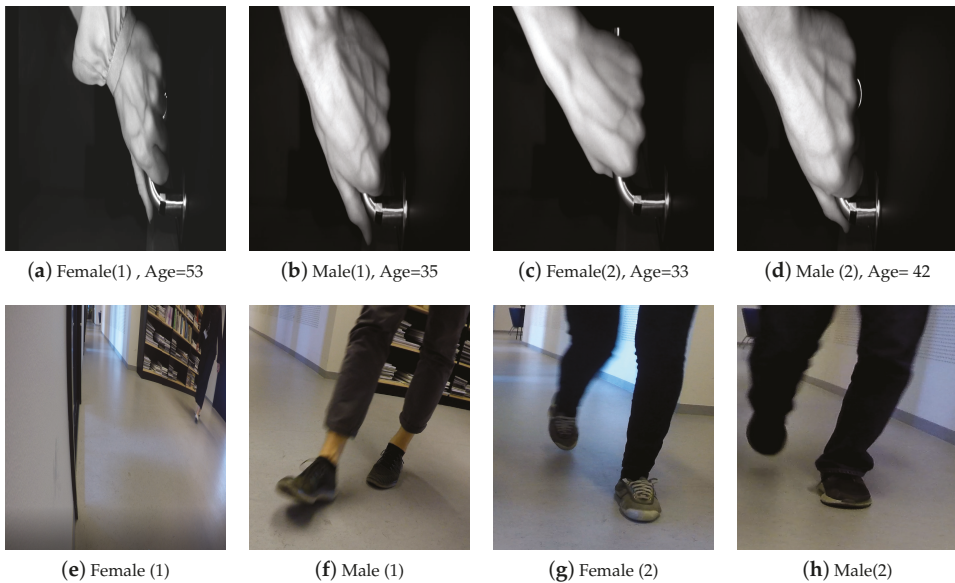 (a) Female(1) , Age=53
(b) Male(1), Age=35
(c) Female(2), Age=33
(d) Male (2), Age= 42
(e) Female (1)
(f) Male (1)
(g) Female (2)
(h) Male(2)